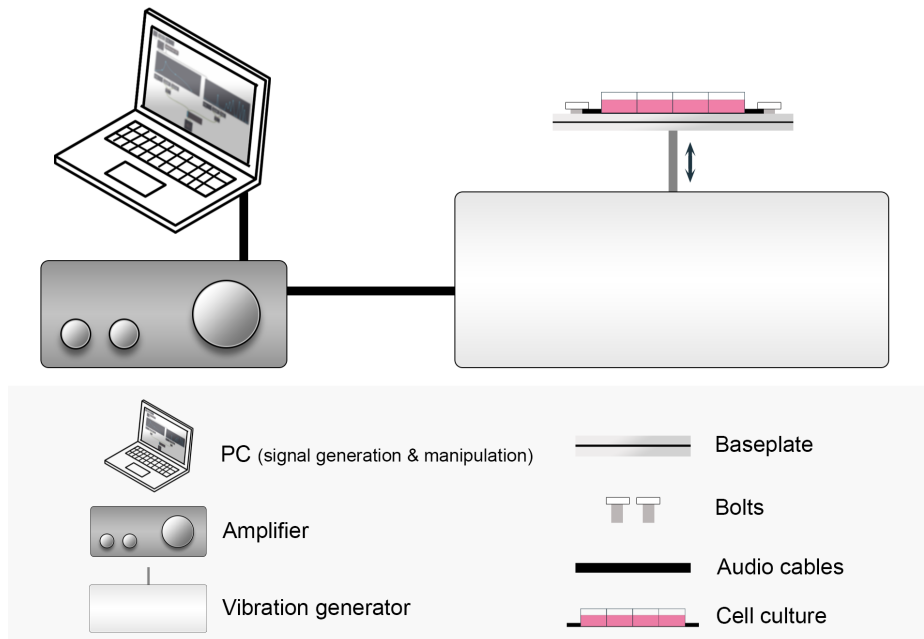 PC (signal generation & manipulation)
Amplifier
Vibration generator
Baseplate
Bolts
Audio cables
Cell culture